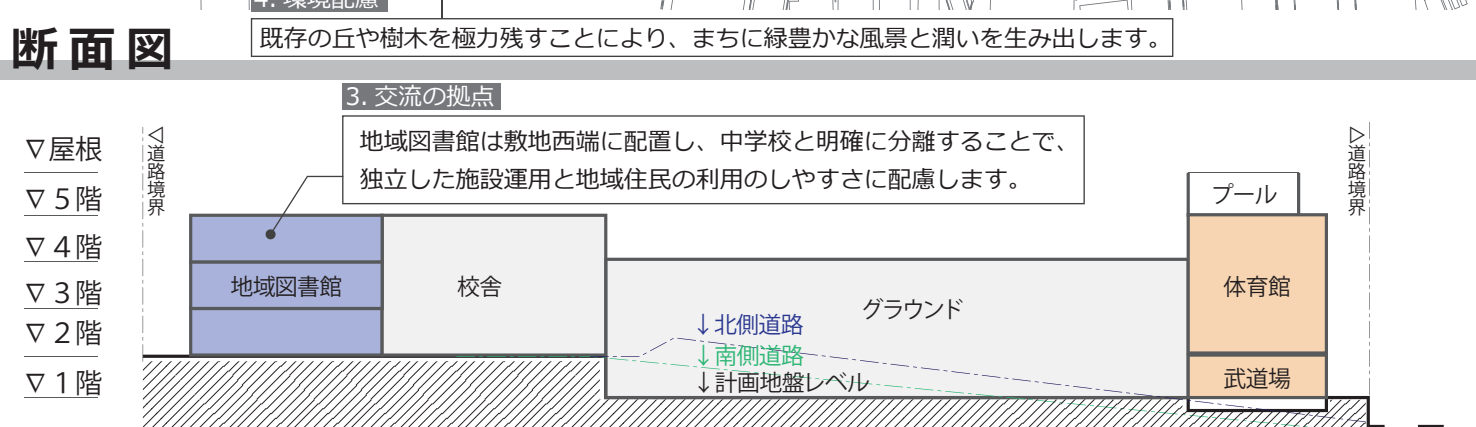 4. 環境配慮
断面図
既存の丘や樹木を極力残すことにより、まちに緑豊かな風景と潤いを生み出します。
3. 交流の拠点
地域図書館は敷地西端に配置し、中学校と明確に分離することで、
独立した施設運用と地域住民の利用のしやすさに配慮します。
▽屋根
▽5階
▽4階
▽3階
▽2階
▽1階
▽道路境界
▽道路境界
プール
地域図書館
校舎
グラウンド
体育館
武道場
↓北側道路
↓南側道路
↓計画地盤レベル